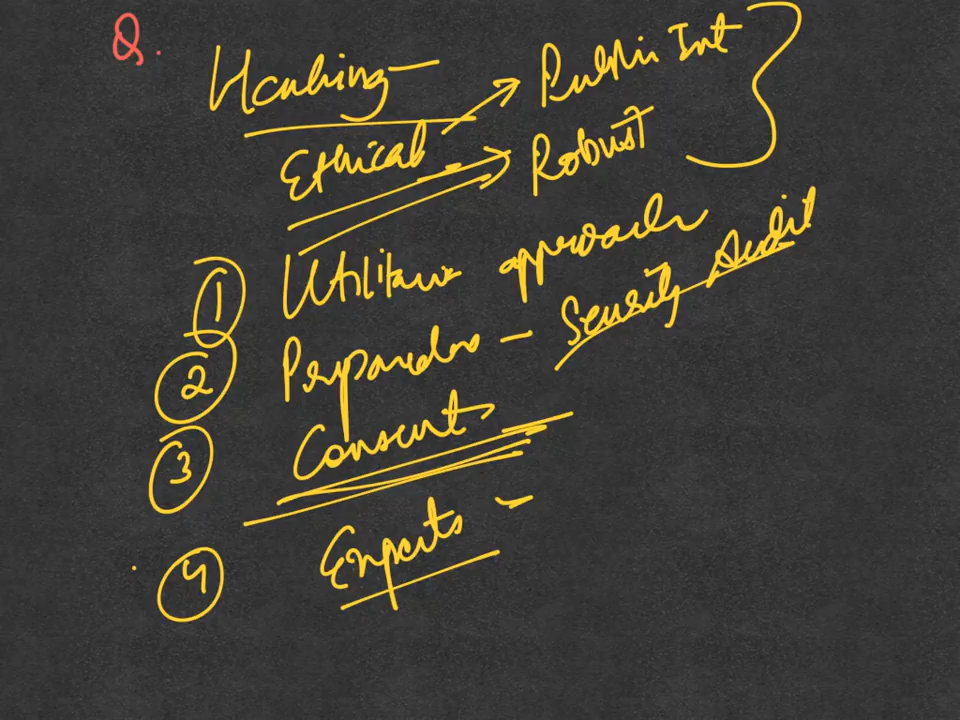 Q.
Hacking -
Ethical → Public Int
→ Robust
① Utilitarian approach
② Preparedness - Security Audit
③ Consent
④ Experts -